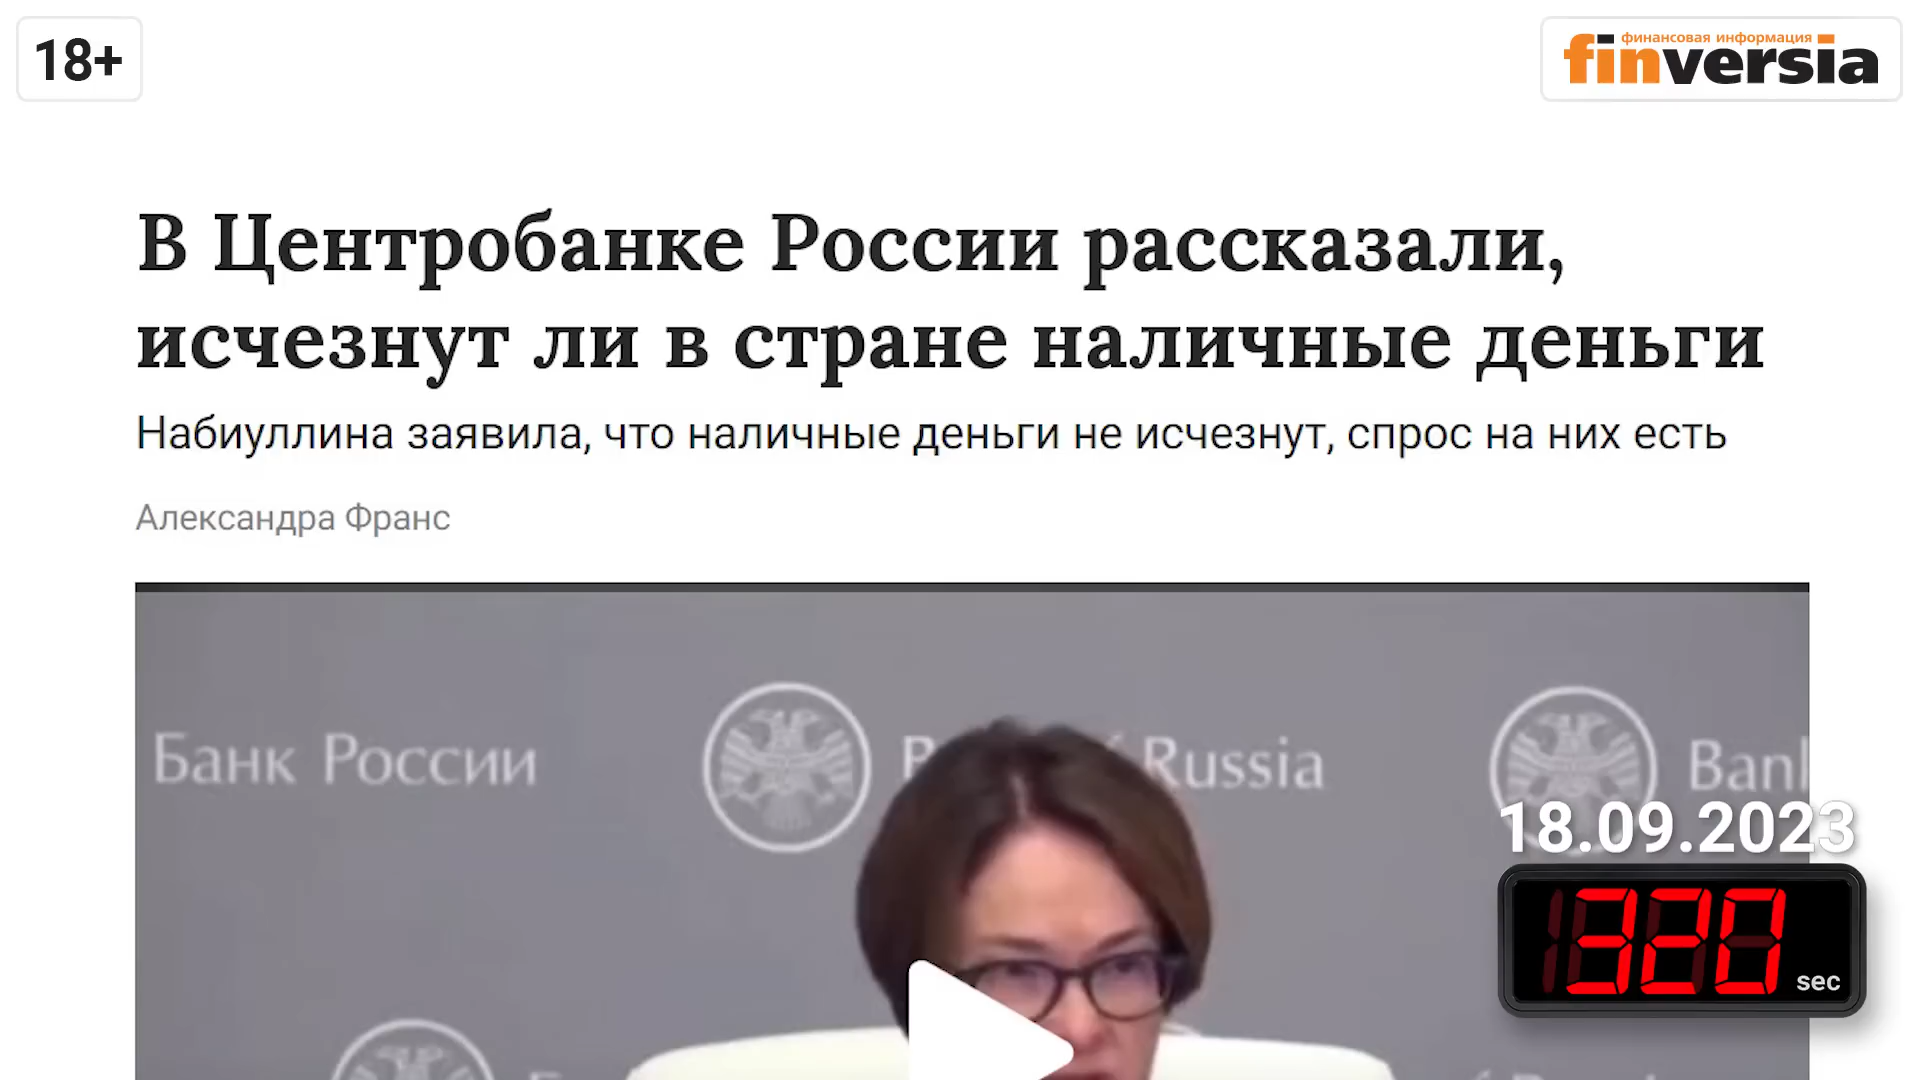 18+
финансовая информация
finversia
В Центробанке России рассказали,
исчезнут ли в стране наличные деньги
Набиуллина заявила, что наличные деньги не исчезнут, спрос на них есть
Александра Франс
Банк России
Russia
18.09.2023
320 sec